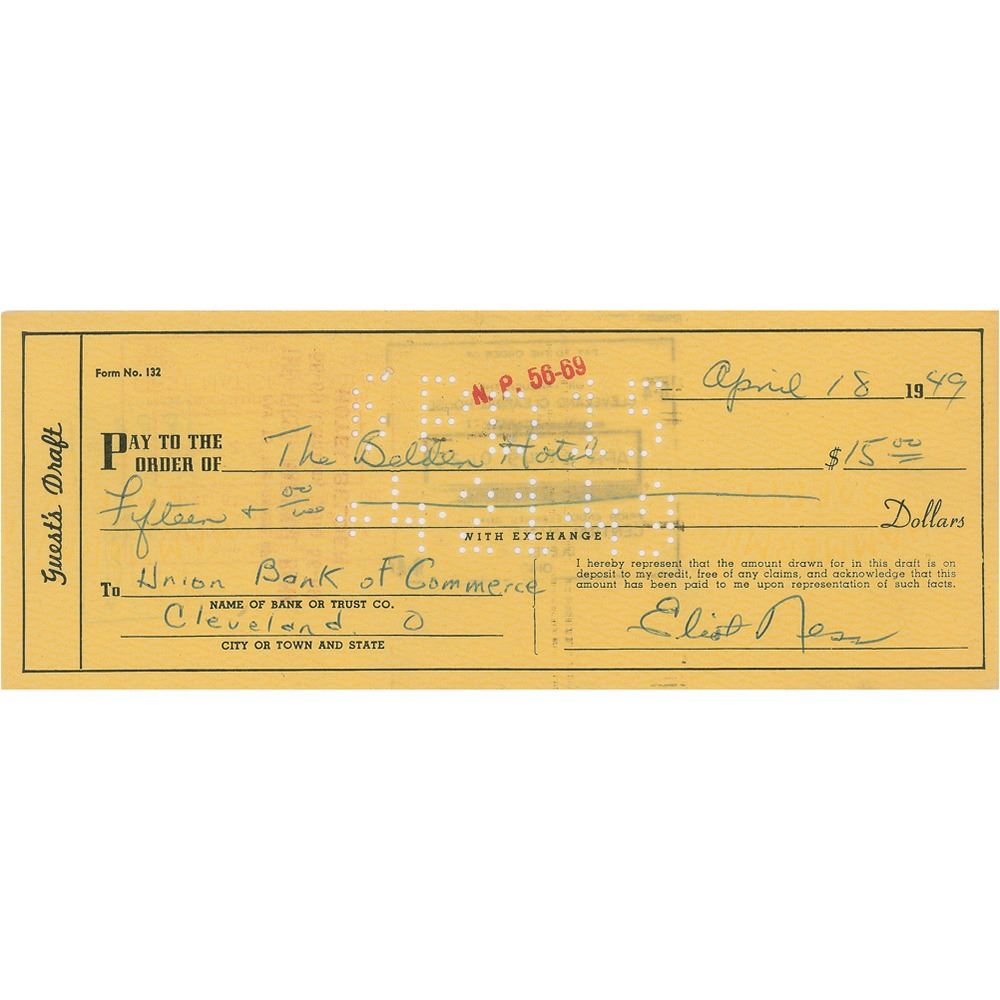 Guest's Draft
Form No. 132
N. P. 56-69
April 18 1949
PAY TO THE ORDER OF The Belden Hotel $15 00
Fifteen + 00 Dollars
WITH EXCHANGE
To Union Bank of Commerce
NAME OF BANK OR TRUST CO.
Cleveland. O
CITY OR TOWN AND STATE
I hereby represent that the amount drawn for in this draft is on
deposit to my credit, free of any claims, and acknowledge that this
amount has been paid to me upon representation of such facts.
Eliot Ness